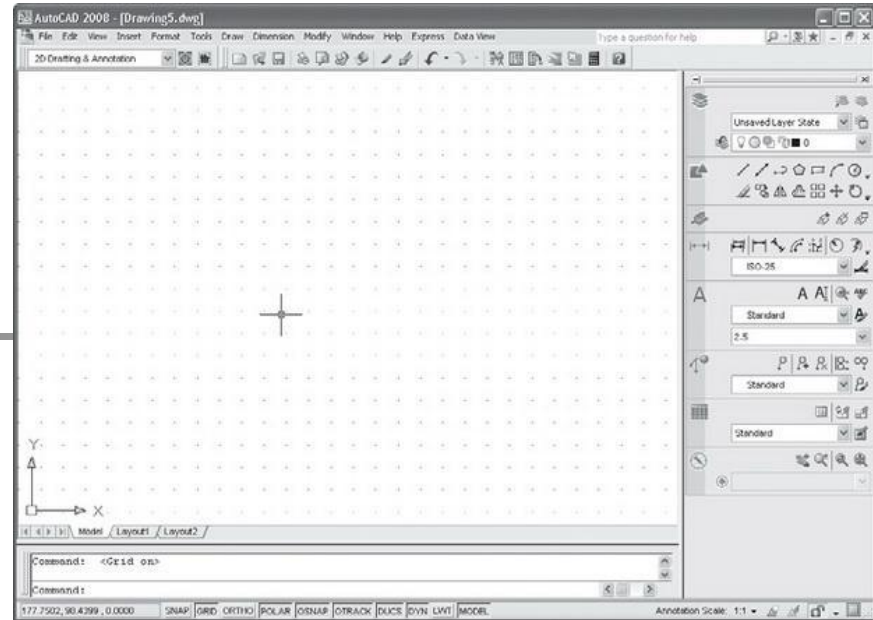 AutoCAD 2008 - [Drawing5.dwg]
File Edit View Insert Format Tools Draw Dimension Modify Window Help Express Data View Type a question for help
2D Drafting & Annotation
Unsaved Layer State
0
ISO-25
A A AI
Standard
2.5
Standard
Standard
Y
X
Model Layout1 Layout2
Command: <Grid on>
Command:
177.7502, 98.4399 , 0.0000 SNAP GRID ORTHO POLAR OSNAP OTRACK DUCS DYN LWT MODEL Annotation Scale: 1:1